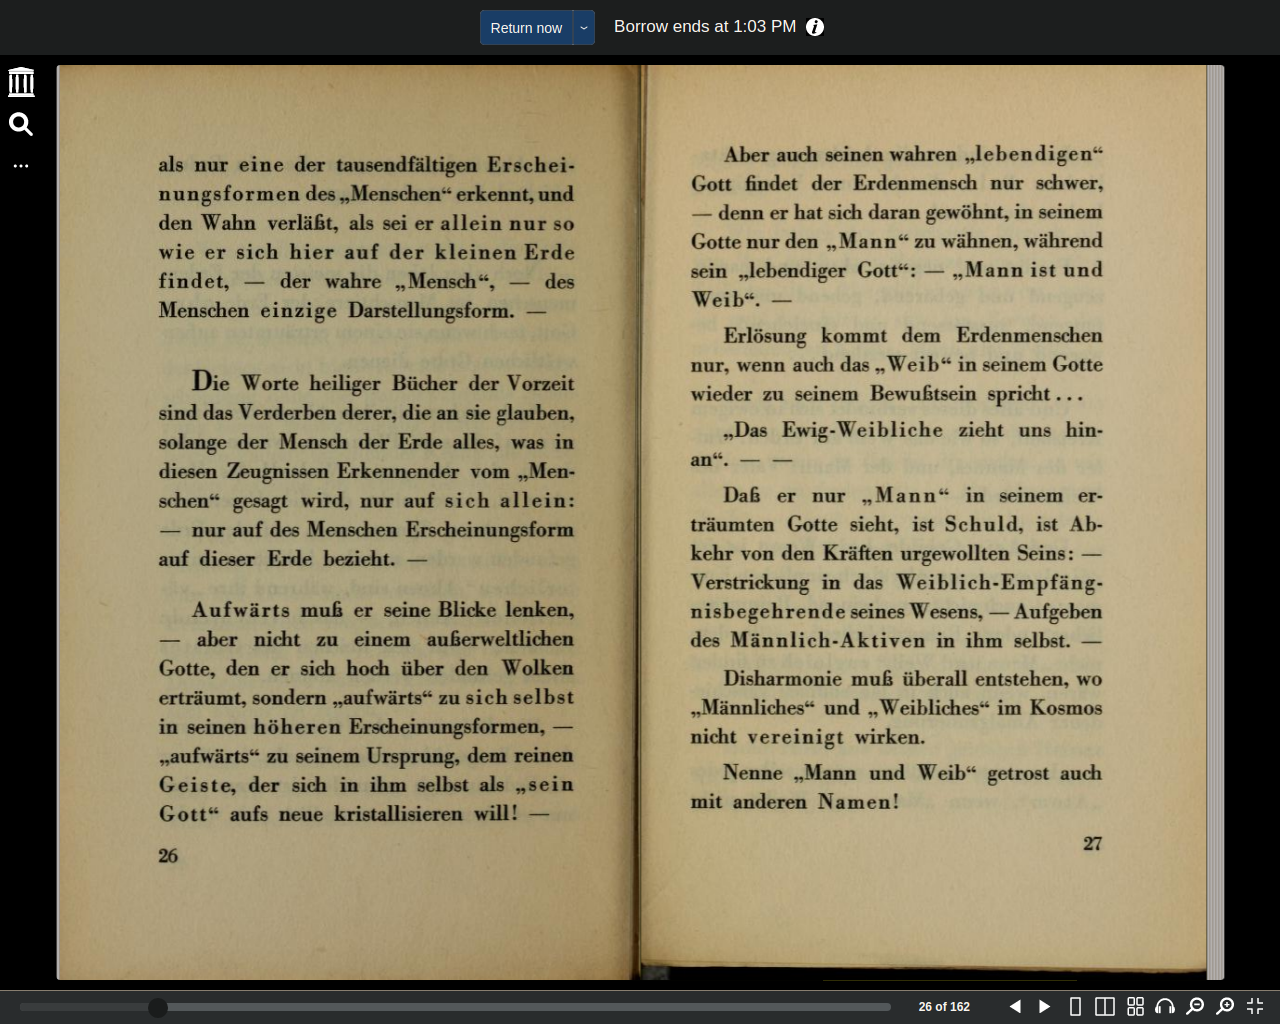 Return now
Borrow ends at 1:03 PM
als nur eine der tausendfältigen Erschei-
nungsformen des „Menschen“ erkennt, und
den Wahn verläßt, als sei er allein nur so
wie er sich hier auf der kleinen Erde
findet, — der wahre „Mensch“, — des
Menschen einzige Darstellungsform. —
Die Worte heiliger Bücher der Vorzeit
sind das Verderben derer, die an sie glauben,
solange der Mensch der Erde alles, was in
diesen Zeugnissen Erkennender vom „Men-
schen“ gesagt wird, nur auf sich allein:
— nur auf des Menschen Erscheinungsform
auf dieser Erde bezieht. —
Aufwärts muß er seine Blicke lenken,
— aber nicht zu einem außerweltlichen
Gotte, den er sich hoch über den Wolken
erträumt, sondern „aufwärts“ zu sich selbst
in seinen höheren Erscheinungsformen, —
„aufwärts“ zu seinem Ursprung, dem reinen
Geiste, der sich in ihm selbst als „sein
Gott“ aufs neue kristallisieren will! —
26
Aber auch seinen wahren „lebendigen“
Gott findet der Erdenmensch nur schwer,
— denn er hat sich daran gewöhnt, in seinem
Gotte nur den „Mann“ zu wähnen, während
sein „lebendiger Gott“: — „Mann ist und
Weib“. —
Erlösung kommt dem Erdenmenschen
nur, wenn auch das „Weib“ in seinem Gotte
wieder zu seinem Bewußtsein spricht...
„Das Ewig-Weibliche zieht uns hin-
an“. — —
Daß er nur „Mann“ in seinem er-
träumten Gotte sieht, ist Schuld, ist Ab-
kehr von den Kräften urgewollten Seins: —
Verstrickung in das Weiblich-Empfäng-
nisbegehrende seines Wesens, — Aufgeben
des Männlich-Aktiven in ihm selbst. —
Disharmonie muß überall entstehen, wo
„Männliches“ und „Weibliches“ im Kosmos
nicht vereinigt wirken.
Nenne „Mann und Weib“ getrost auch
mit anderen Namen!
27
26 of 162